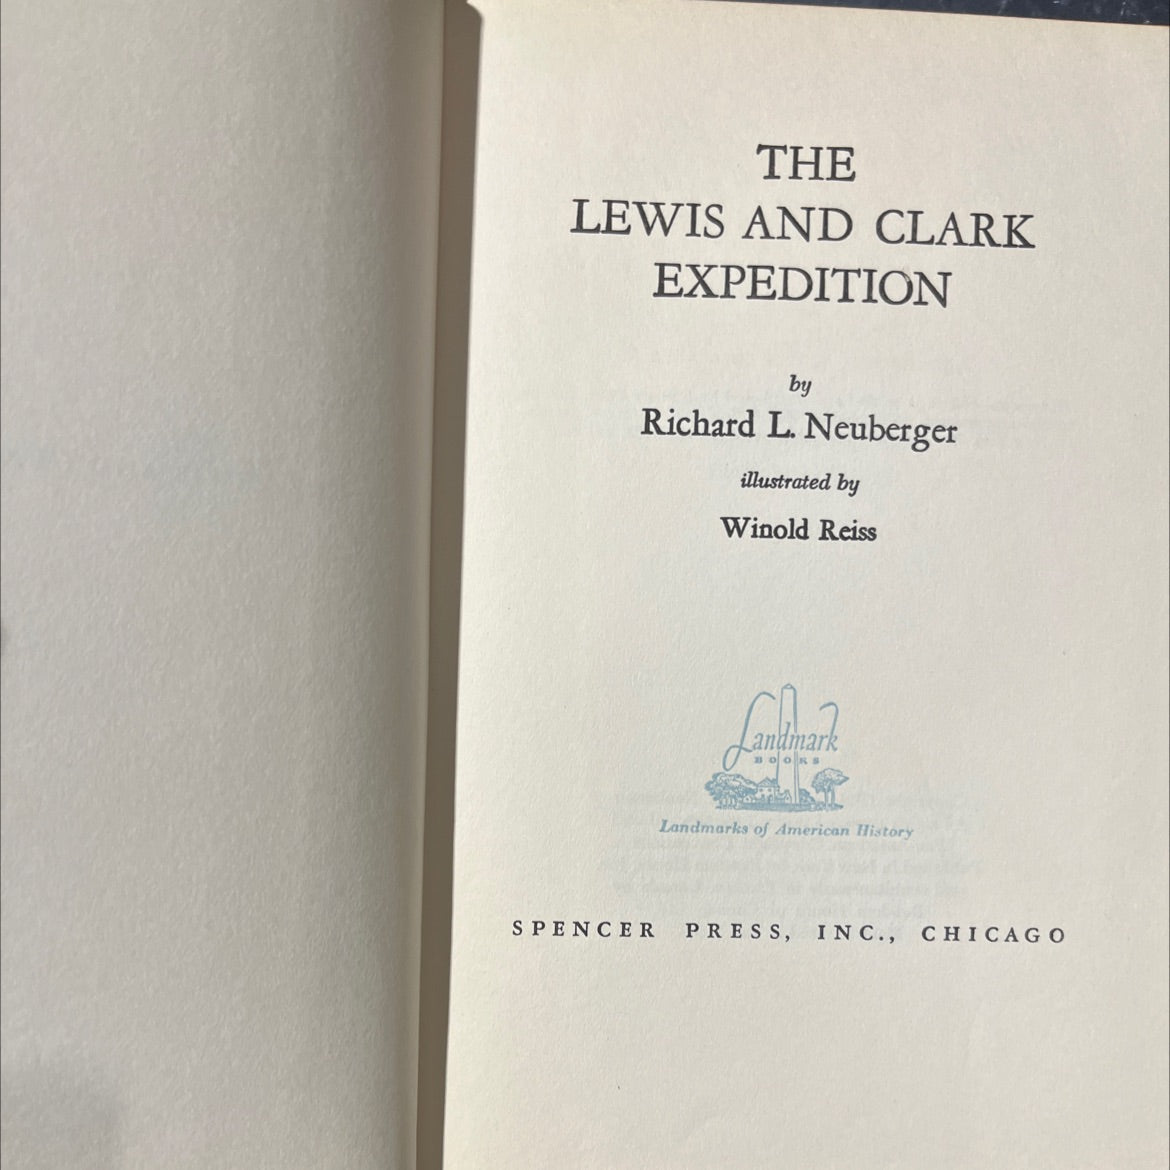 THE
LEWIS AND CLARK
EXPEDITION
by
Richard L. Neuberger
illustrated by
Winold Reiss
Landmark
BOOKS
Landmarks of American History
SPENCER PRESS, INC., CHICAGO